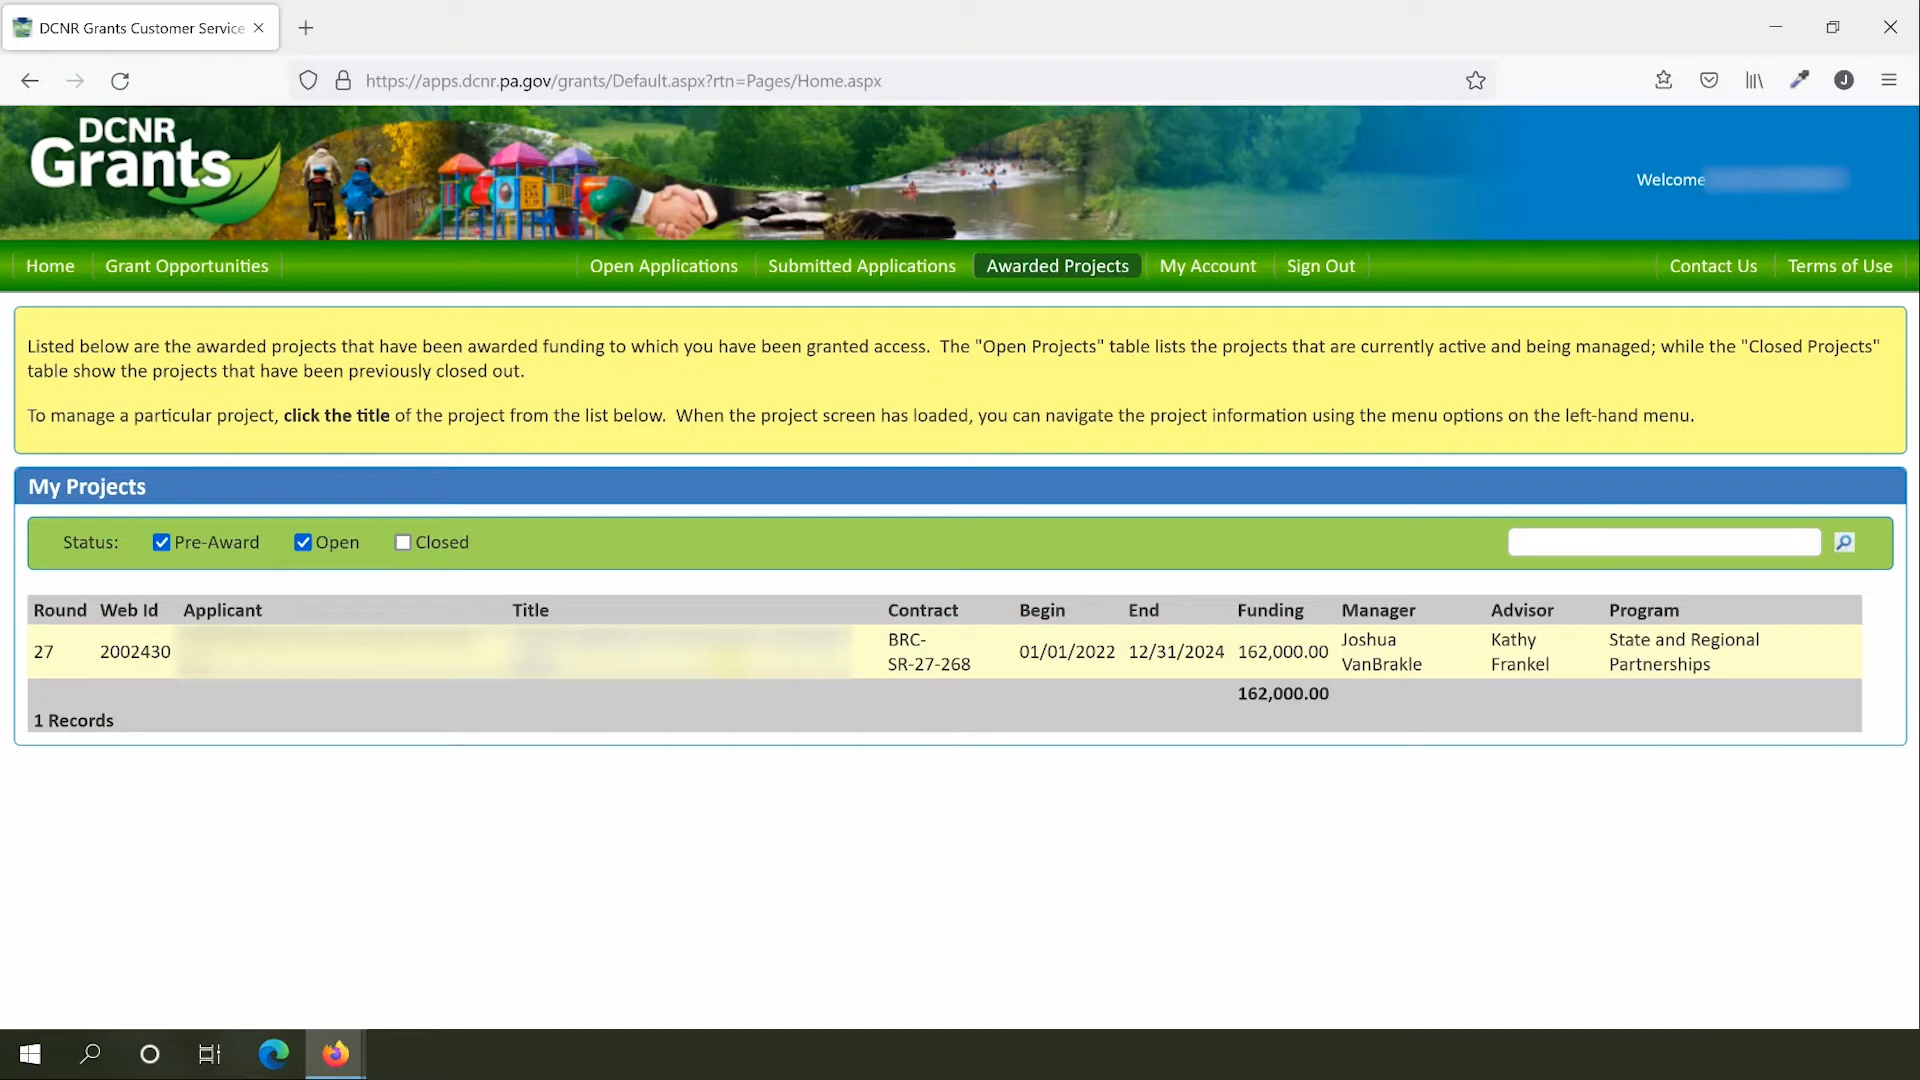 DCNR Grants Customer Service
https://apps.dcnr.pa.gov/grants/Default.aspx?rtn=Pages/Home.aspx
J
DCNR
Grants
Welcome
Home Grant Opportunities Open Applications Submitted Applications Awarded Projects My Account Sign Out Contact Us Terms of Use
Listed below are the awarded projects that have been awarded funding to which you have been granted access. The "Open Projects" table lists the projects that are currently active and being managed; while the "Closed Projects"
table show the projects that have been previously closed out.
To manage a particular project, click the title of the project from the list below. When the project screen has loaded, you can navigate the project information using the menu options on the left-hand menu.
My Projects
Status: Pre-Award Open Closed
Round Web Id Applicant Title Contract Begin End Funding Manager Advisor Program
27 2002430 BRC- 01/01/2022 12/31/2024 162,000.00 Joshua Kathy State and Regional
SR-27-268 VanBrakle Frankel Partnerships
162,000.00
1 Records